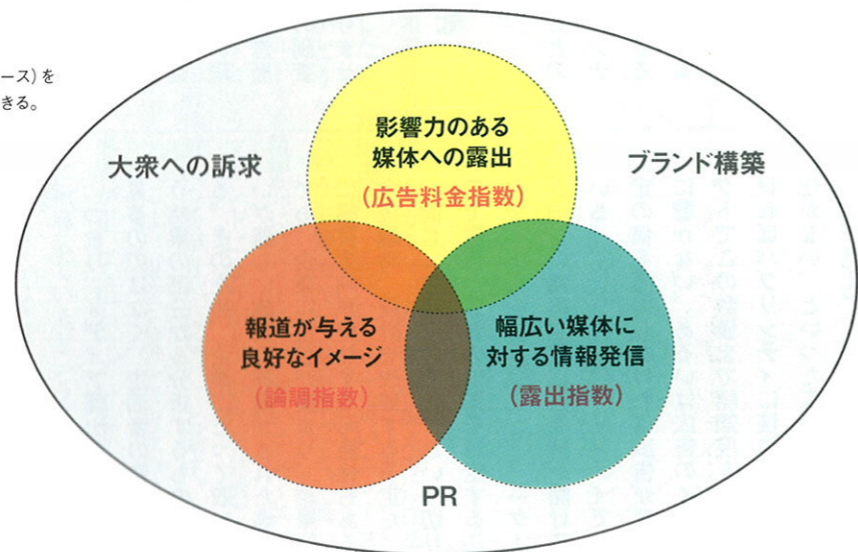 ース)を
きる。
影響力のある
媒体への露出
(広告料金指数)
大衆への訴求
ブランド構築
報道が与える
良好なイメージ
(論調指数)
幅広い媒体に
対する情報発信
(露出指数)
PR